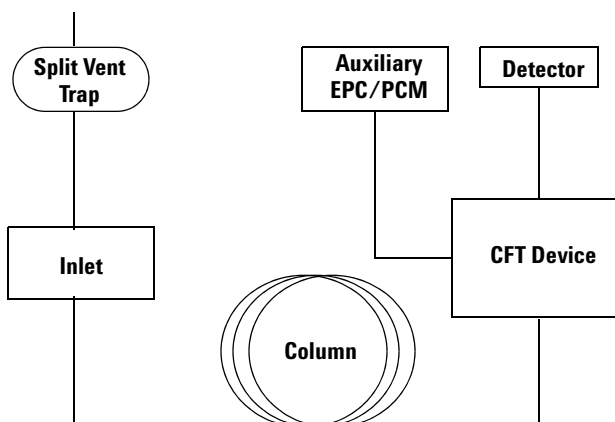 Split Vent
Trap
Auxiliary
EPC/PCM
Detector
Inlet
CFT Device
Column